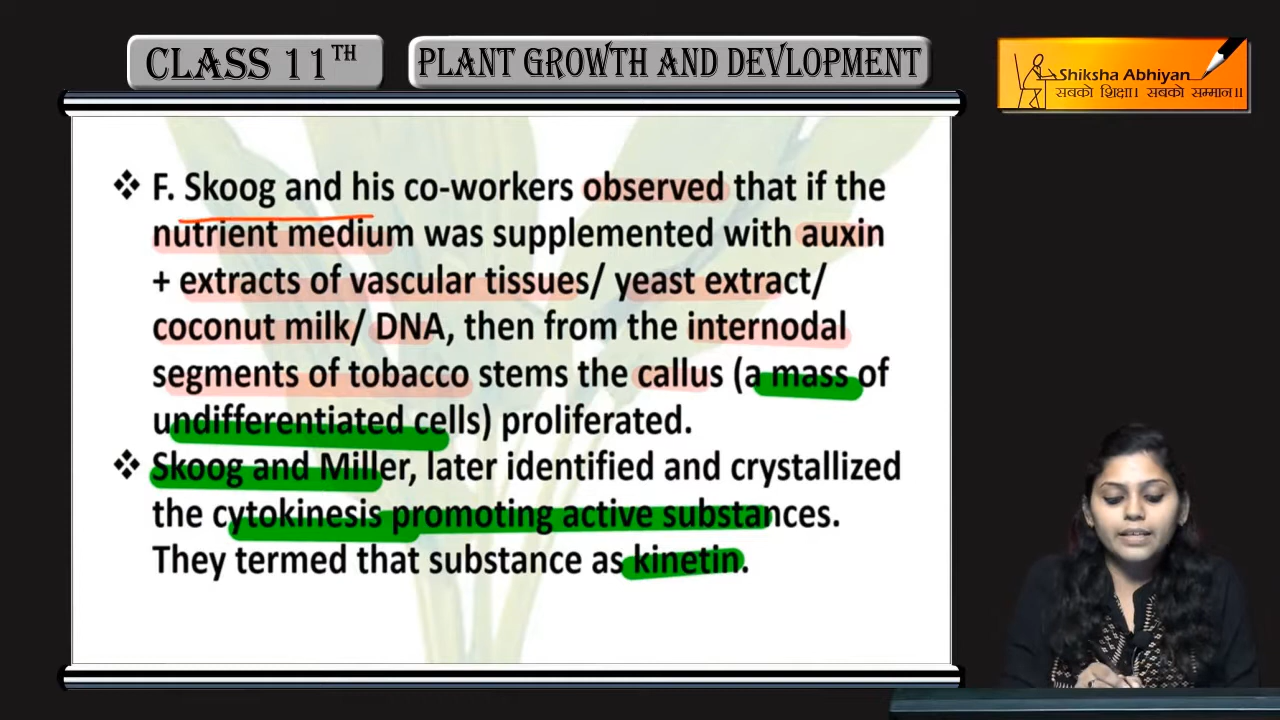 CLASS 11TH
PLANT GROWTH AND DEVLOPMENT
Shiksha Abhiyan
सबको शिक्षा। सबको सम्मान।।
❖ F. Skoog and his co-workers observed that if the
nutrient medium was supplemented with auxin
+ extracts of vascular tissues/ yeast extract/
coconut milk/ DNA, then from the internodal
segments of tobacco stems the callus (a mass of
undifferentiated cells) proliferated.
❖ Skoog and Miller, later identified and crystallized
the cytokinesis promoting active substances.
They termed that substance as kinetin.